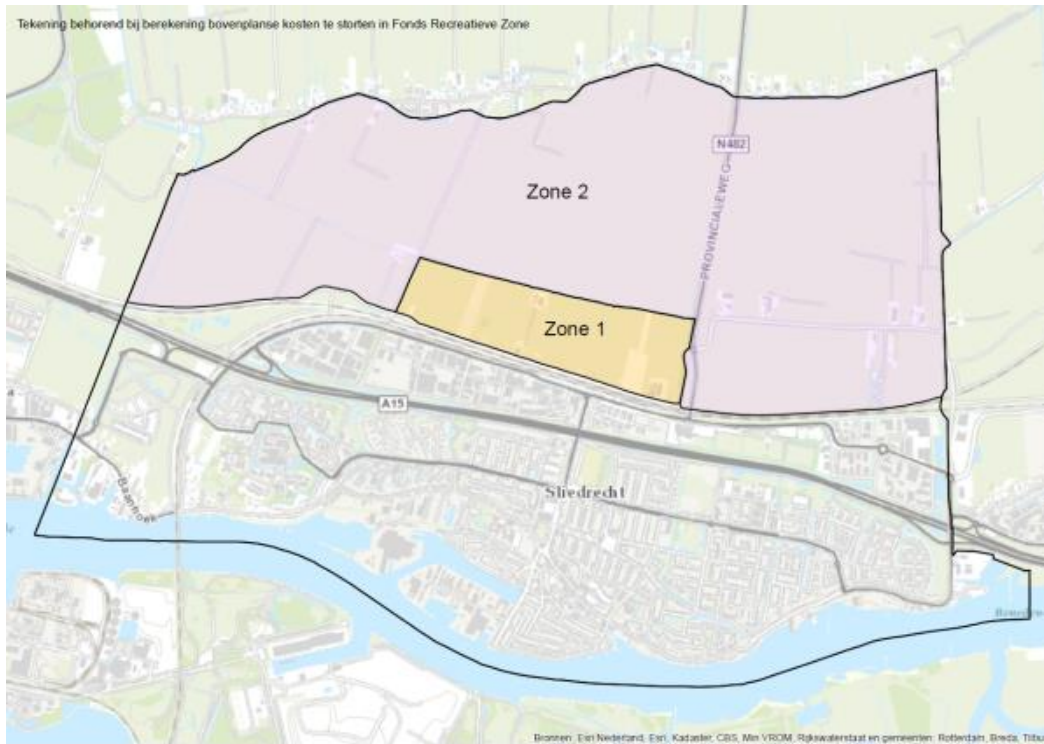 Tekening behorend bij berekening bovenplanse kosten te storten in Fonds Recreatieve Zone
N482
Zone 2
PROVINCIALEWEG
Zone 1
A15
Sliedrecht
Baanhoek
Bronnen: Esri Nederland, Esri, Kadaster, CBS, Min VROM, Rijkswaterstaat en gemeenten: Rotterdam, Breda, Tilbu